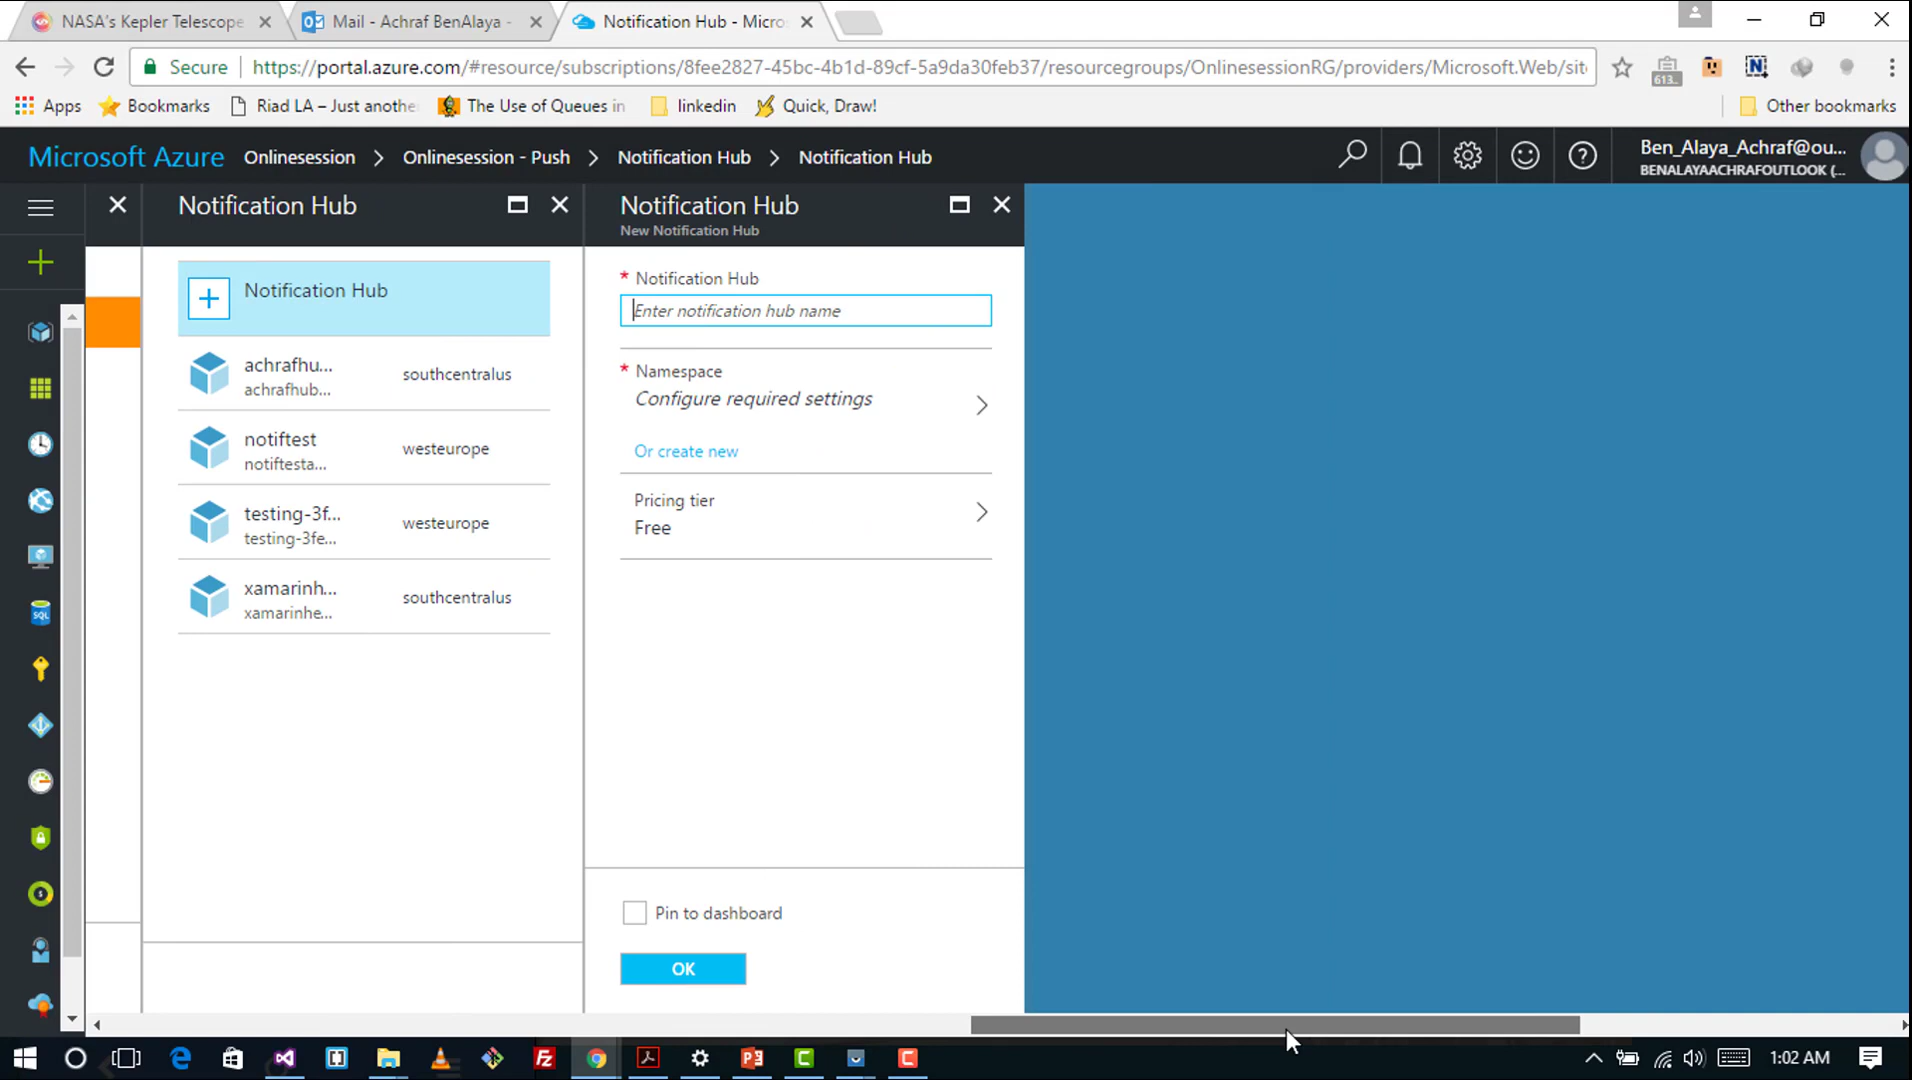 NASA's Kepler Telescope
Mail - Achraf BenAlaya -
Notification Hub - Micro
Secure
https://portal.azure.com/#resource/subscriptions/8fee2827-45bc-4b1d-89cf-5a9da30feb37/resourcegroups/OnlinesessionRG/providers/Microsoft.Web/sit
613..
Apps
Bookmarks
Riad LA – Just anothe
The Use of Queues in
linkedin
Quick, Draw!
Other bookmarks
Microsoft Azure
Onlinesession
Onlinesession - Push
Notification Hub
Notification Hub
Ben_Alaya_Achraf@ou...
BENALAYAACHRAFOUTLOOK (...
Notification Hub
Notification Hub
achrafhu...
achrafhub...
southcentralus
notiftest
notiftesta...
westeurope
testing-3f...
testing-3fe...
westeurope
xamarinh...
xamarinhe...
southcentralus
Notification Hub
New Notification Hub
* Notification Hub
Enter notification hub name
* Namespace
Configure required settings
Or create new
Pricing tier
Free
Pin to dashboard
OK
SQL
1:02 AM